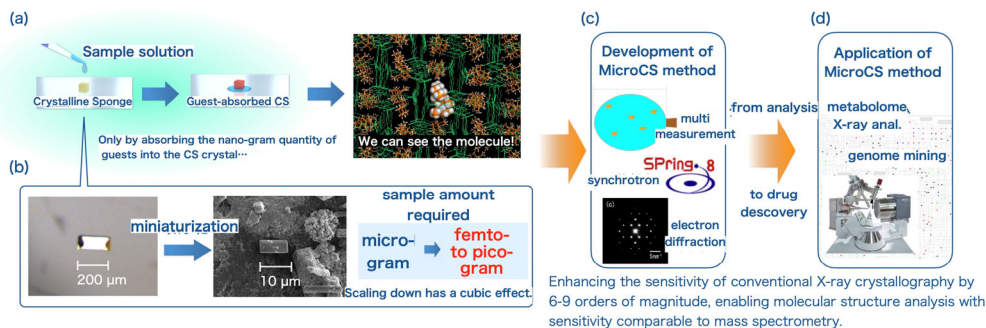 (a)
Sample solution
Crystalline Sponge
Guest-absorbed CS
We can see the molecule!
Only by absorbing the nano-gram quantity of
guests into the CS crystal…
(b)
200 µm
miniaturization
10 µm
sample amount
required
micro-
gram
femto-
to pico-
gram
Scaling down has a cubic effect.
(c)
Development of
MicroCS method
multi
measurement
SPring.8
synchrotron
(c)
5nm⁻¹
electron
diffraction
from analysis
to drug
descovery
(d)
Application of
MicroCS method
metabolome
X-ray anal.
genome mining
Enhancing the sensitivity of conventional X-ray crystallography by
6-9 orders of magnitude, enabling molecular structure analysis with
sensitivity comparable to mass spectrometry.